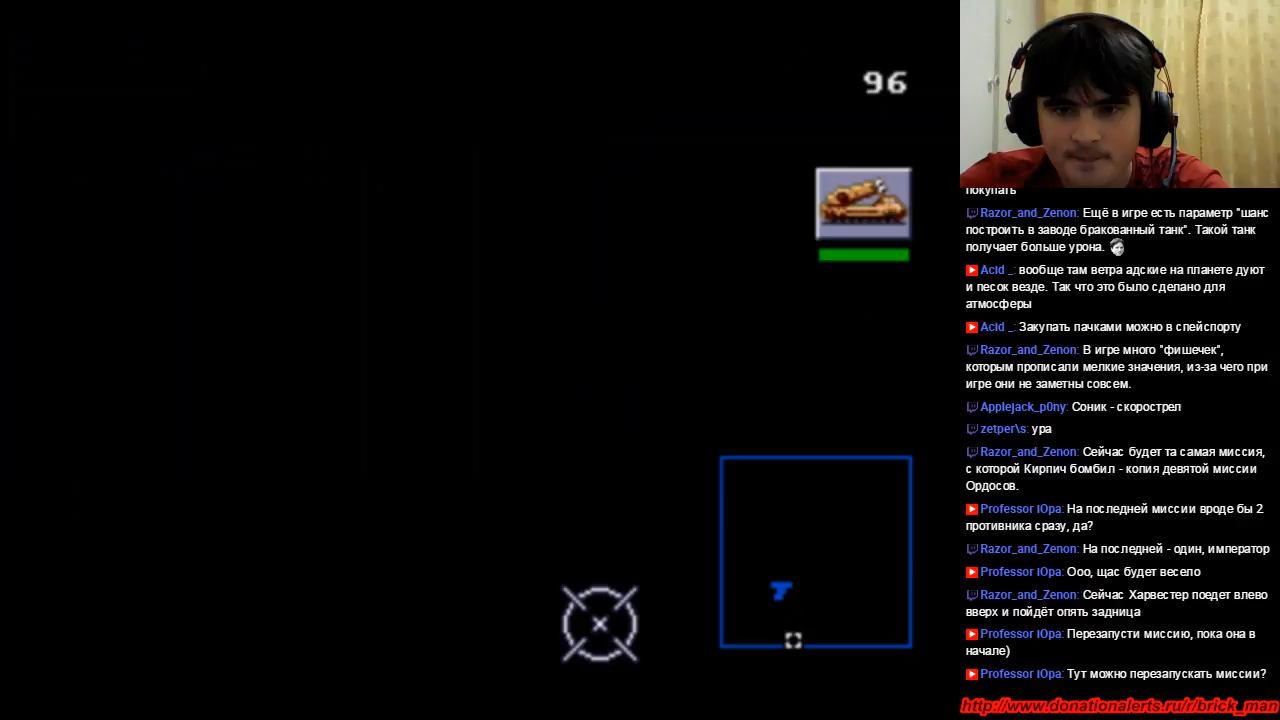 96
покупать
Razor_and_Zenon: Ещё в игре есть параметр "шанс
построить в заводе бракованный танк". Такой танк
получает больше урона.
Acid _: вообще там ветра адские на планете дуют
и песок везде. Так что это было сделано для
атмосферы
Acid _: Закупать пачками можно в спейспорту
Razor_and_Zenon: В игре много "фишечек",
которым прописали мелкие значения, из-за чего при
игре они не заметны совсем.
Applejack_p0ny: Соник - скорострел
zetper\s: ура
Razor_and_Zenon: Сейчас будет та самая миссия,
с которой Кирпич бомбил - копия девятой миссии
Ордосов.
Professor IOpa: На последней миссии вроде бы 2
противника сразу, да?
Razor_and_Zenon: На последней - один, император
Professor IOpa: Ооо, щас будет весело
Razor_and_Zenon: Сейчас Харвестер поедет влево
вверх и пойдёт опять задница
Professor IOpa: Перезапусти миссию, пока она в
начале)
Professor IOpa: Тут можно перезапускать миссии?
http://www.donationalerts.ru/r/brick_man